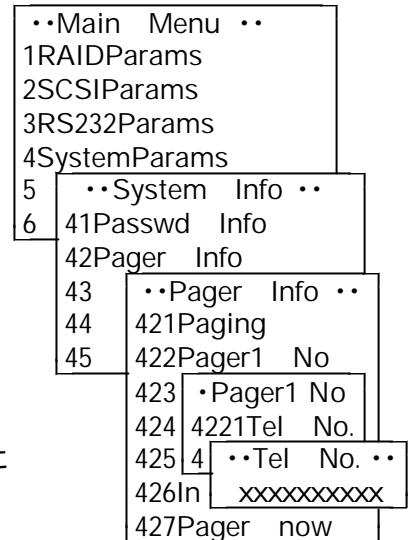 ··Main Menu ··
1RAIDParams
2SCSIParams
3RS232Params
4SystemParams
5
6
··System Info ··
41Passwd Info
42Pager Info
43
44
45
··Pager Info ··
421Paging
422Pager1 No
423
424
425
426In
427Pager now
·Pager1 No
4221Tel No.
4
··Tel No. ··
xxxxxxxxxx